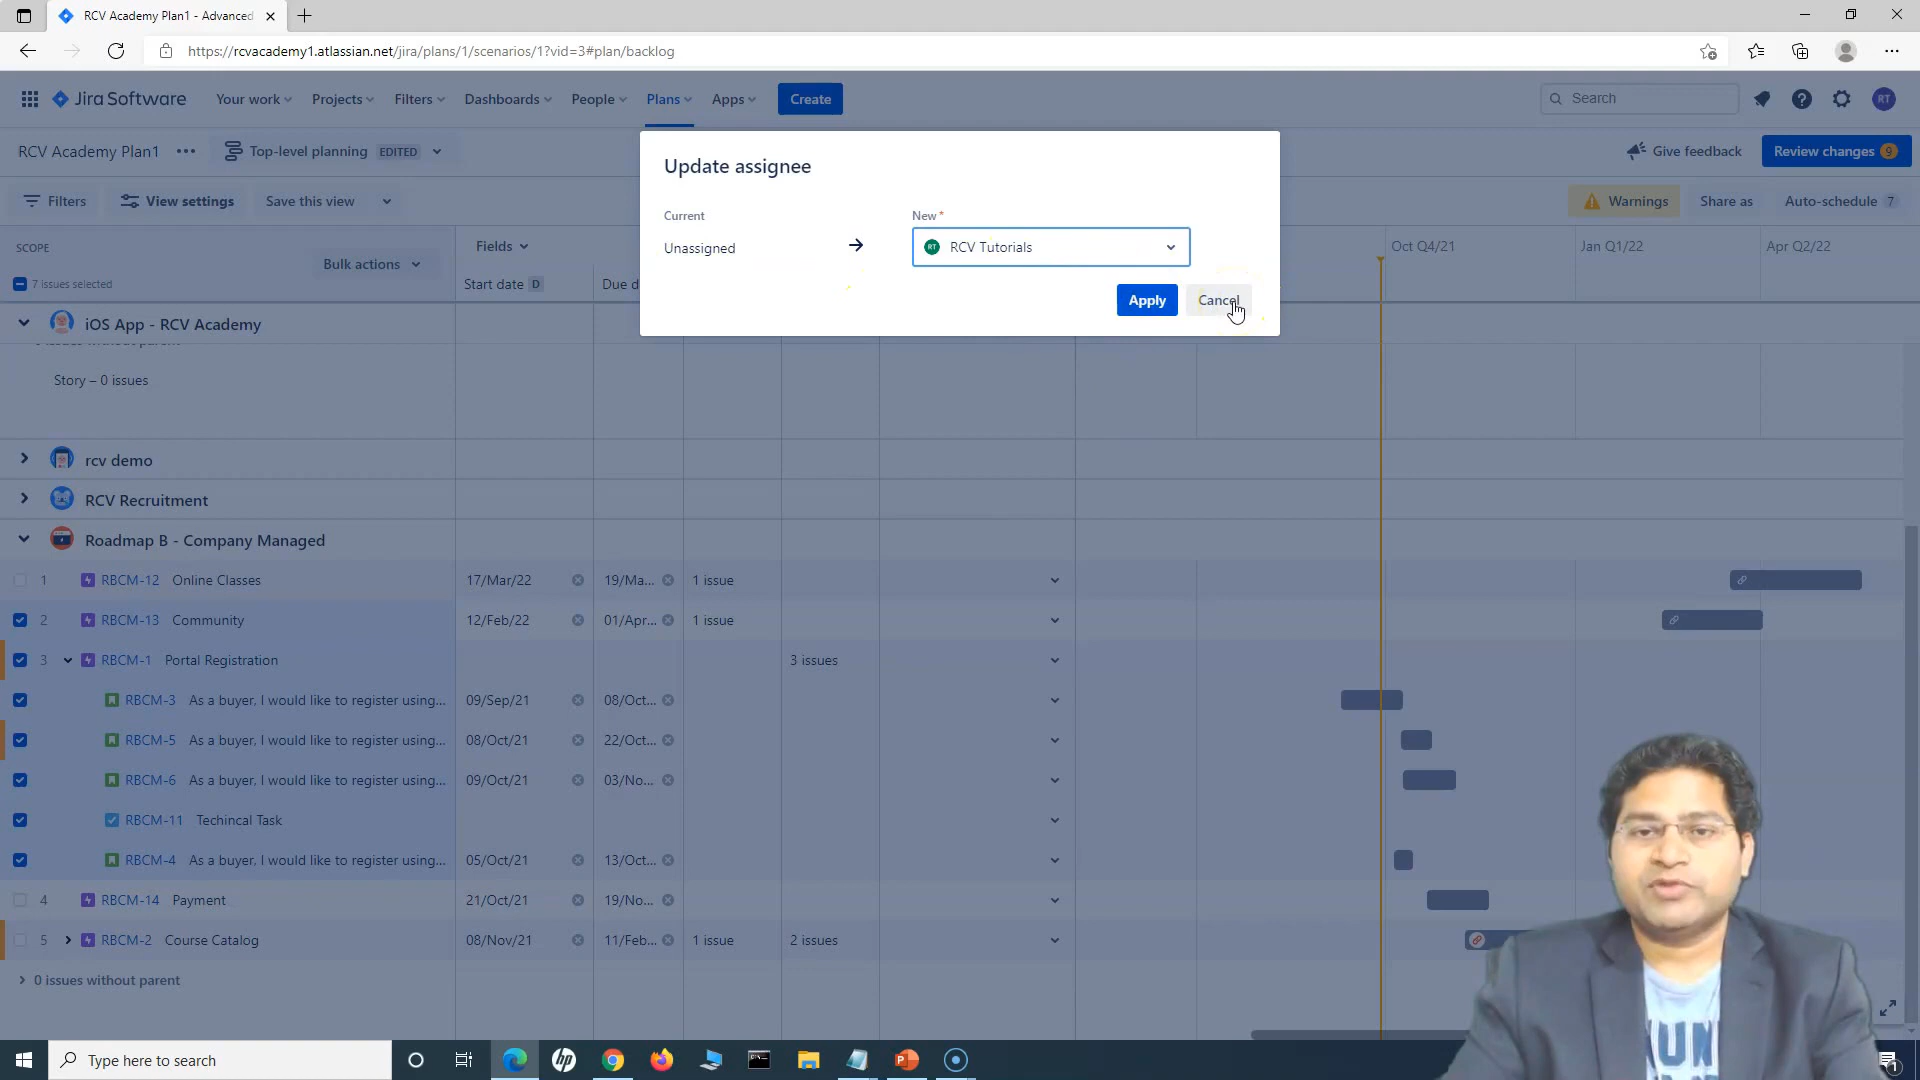 RCV Academy Plan1 - Advanced
https://rcvacademy1.atlassian.net/jira/plans/1/scenarios/1?vid=3#plan/backlog
Jira Software Your work Projects Filters Dashboards People Plans Apps Create Search RT
RCV Academy Plan1 Top-level planning EDITED Give feedback Review changes 9
Filters View settings Save this view Warnings Share as Auto-schedule 7
Update assignee
Current New *
Unassigned RT RCV Tutorials
Apply Cancel
SCOPE Bulk actions Fields Oct Q4/21 Jan Q1/22 Apr Q2/22
7 issues selected Start date D Due d
iOS App - RCV Academy
issues without parent
Story – 0 issues
rcv demo
RCV Recruitment
Roadmap B - Company Managed
1 RBCM-12 Online Classes 17/Mar/22 19/Ma... 1 issue
2 RBCM-13 Community 12/Feb/22 01/Apr... 1 issue
3 RBCM-1 Portal Registration 3 issues
RBCM-3 As a buyer, I would like to register using... 09/Sep/21 08/Oct...
RBCM-5 As a buyer, I would like to register using... 08/Oct/21 22/Oct...
RBCM-6 As a buyer, I would like to register using... 09/Oct/21 03/No...
RBCM-11 Techincal Task
RBCM-4 As a buyer, I would like to register using... 05/Oct/21 13/Oct...
4 RBCM-14 Payment 21/Oct/21 19/No...
5 RBCM-2 Course Catalog 08/Nov/21 11/Feb... 1 issue 2 issues
0 issues without parent
Type here to search
hp
1